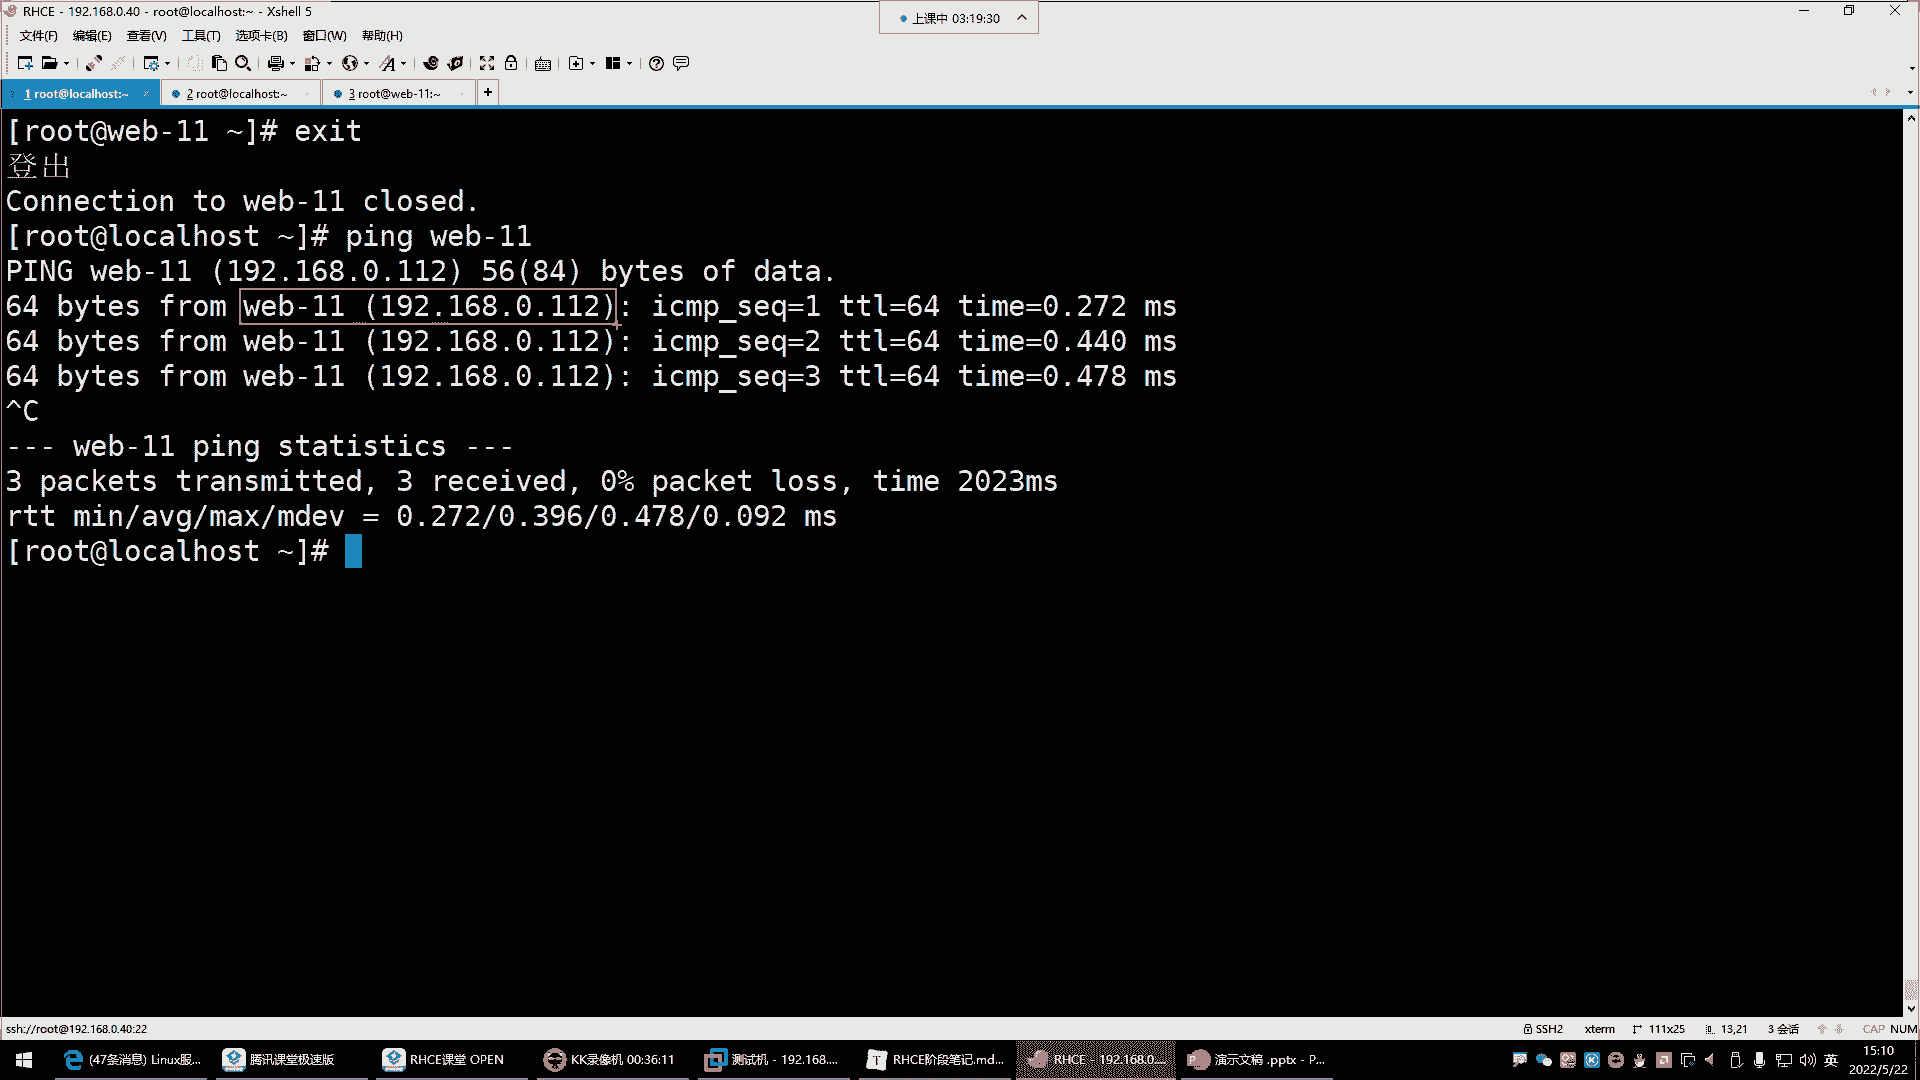 RHCE - 192.168.0.40 - root@localhost:~ - Xshell 5
上课中 03:19:30
文件(F) 编辑(E) 查看(V) 工具(T) 选项卡(B) 窗口(W) 帮助(H)
1 root@localhost:~ 2 root@localhost:~ 3 root@web-11:~ +
[root@web-11 ~]# exit
登出
Connection to web-11 closed.
[root@localhost ~]# ping web-11
PING web-11 (192.168.0.112) 56(84) bytes of data.
64 bytes from web-11 (192.168.0.112): icmp_seq=1 ttl=64 time=0.272 ms
64 bytes from web-11 (192.168.0.112): icmp_seq=2 ttl=64 time=0.440 ms
64 bytes from web-11 (192.168.0.112): icmp_seq=3 ttl=64 time=0.478 ms
^C
--- web-11 ping statistics ---
3 packets transmitted, 3 received, 0% packet loss, time 2023ms
rtt min/avg/max/mdev = 0.272/0.396/0.478/0.092 ms
[root@localhost ~]#
ssh://root@192.168.0.40:22 SSH2 xterm 111x25 13,21 3 会话 CAP NUM
(47条消息) Linux服... 腾讯课堂极速版 RHCE课堂 OPEN KK录像机 00:36:11 测试机 - 192.168.... RHCE阶段笔记.md... RHCE - 192.168.0.... 演示文稿 .pptx - P... 英 15:10
2022/5/22